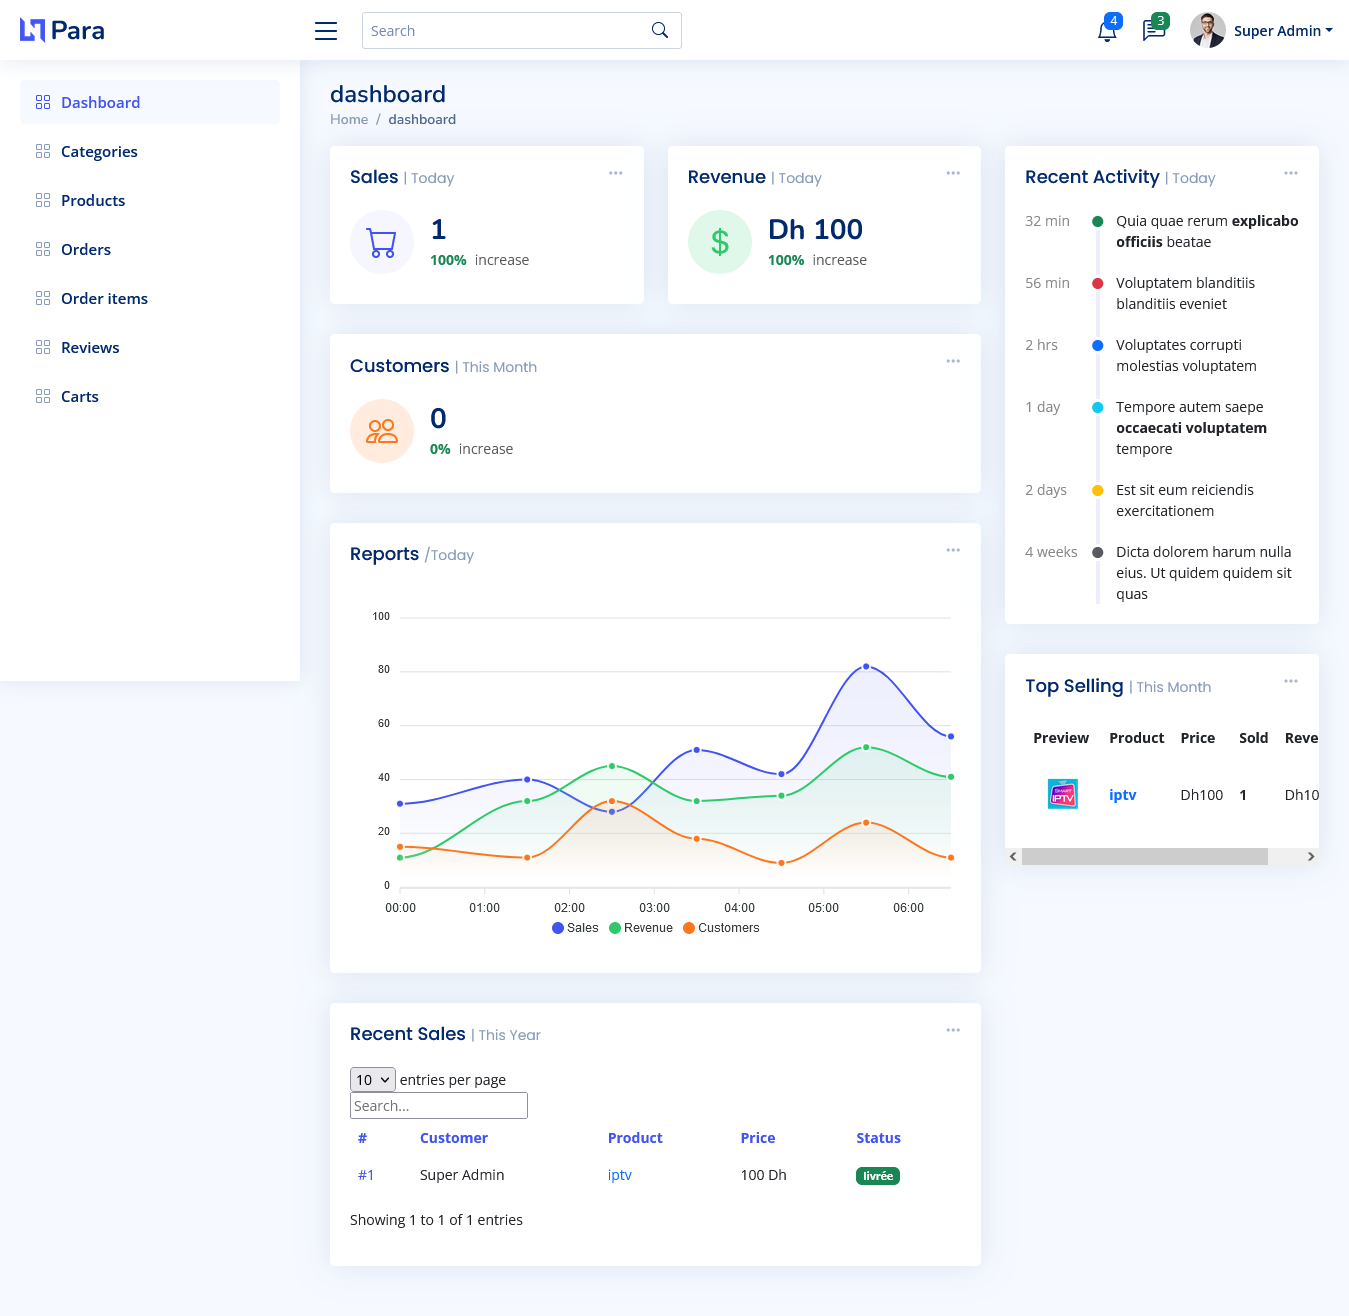 Para
Search
4
3
Super Admin
Dashboard
Categories
Products
Orders
Order items
Reviews
Carts
dashboard
Home / dashboard
Sales | Today
1
100% increase
Revenue | Today
$
Dh 100
100% increase
Customers | This Month
0
0% increase
Reports /Today
100
80
60
40
20
0
00:00 01:00 02:00 03:00 04:00 05:00 06:00
Sales Revenue Customers
Recent Sales | This Year
10 entries per page
Search...
# Customer Product Price Status
#1 Super Admin iptv 100 Dh livrée
Showing 1 to 1 of 1 entries
Recent Activity | Today
32 min Quia quae rerum explicabo
officiis beatae
56 min Voluptatem blanditiis
blanditiis eveniet
2 hrs Voluptates corrupti
molestias voluptatem
1 day Tempore autem saepe
occaecati voluptatem
tempore
2 days Est sit eum reiciendis
exercitationem
4 weeks Dicta dolorem harum nulla
eius. Ut quidem quidem sit
quas
Top Selling | This Month
Preview Product Price Sold Reve
SMART
IPTV
iptv Dh100 1 Dh10